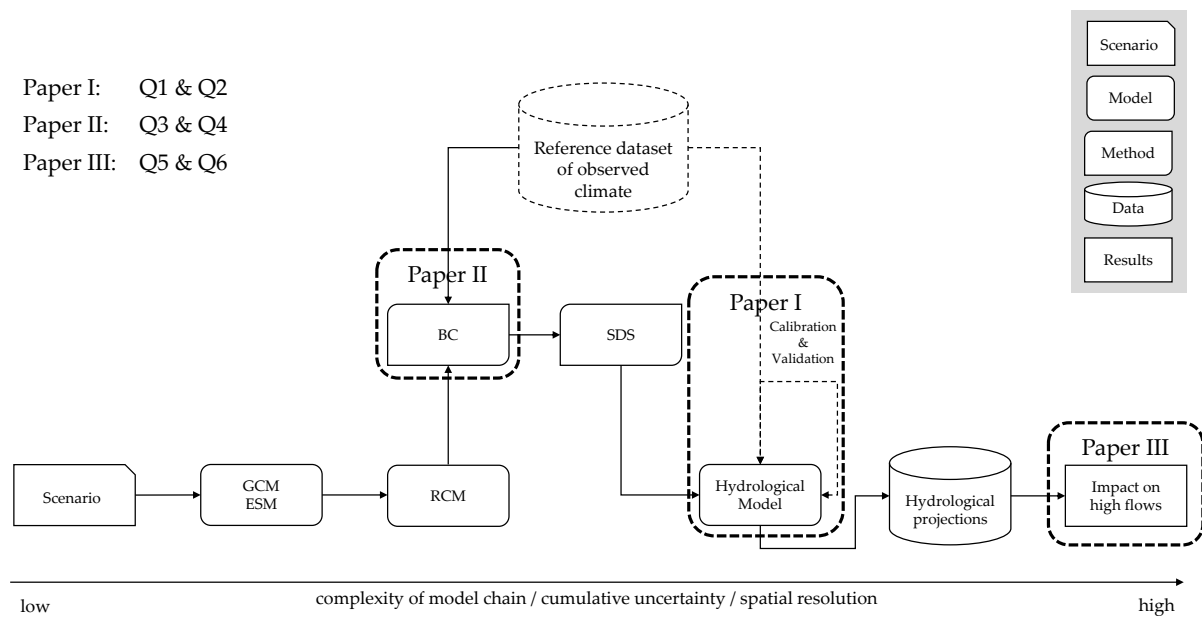 Paper I: Q1 & Q2
Paper II: Q3 & Q4
Paper III: Q5 & Q6
Reference dataset
of observed
climate
Scenario
Model
Method
Data
Results
Paper II
BC
SDS
Paper I
Calibration
&
Validation
Scenario
GCM
ESM
RCM
Hydrological
Model
Hydrological
projections
Paper III
Impact on
high flows
low
complexity of model chain / cumulative uncertainty / spatial resolution
high